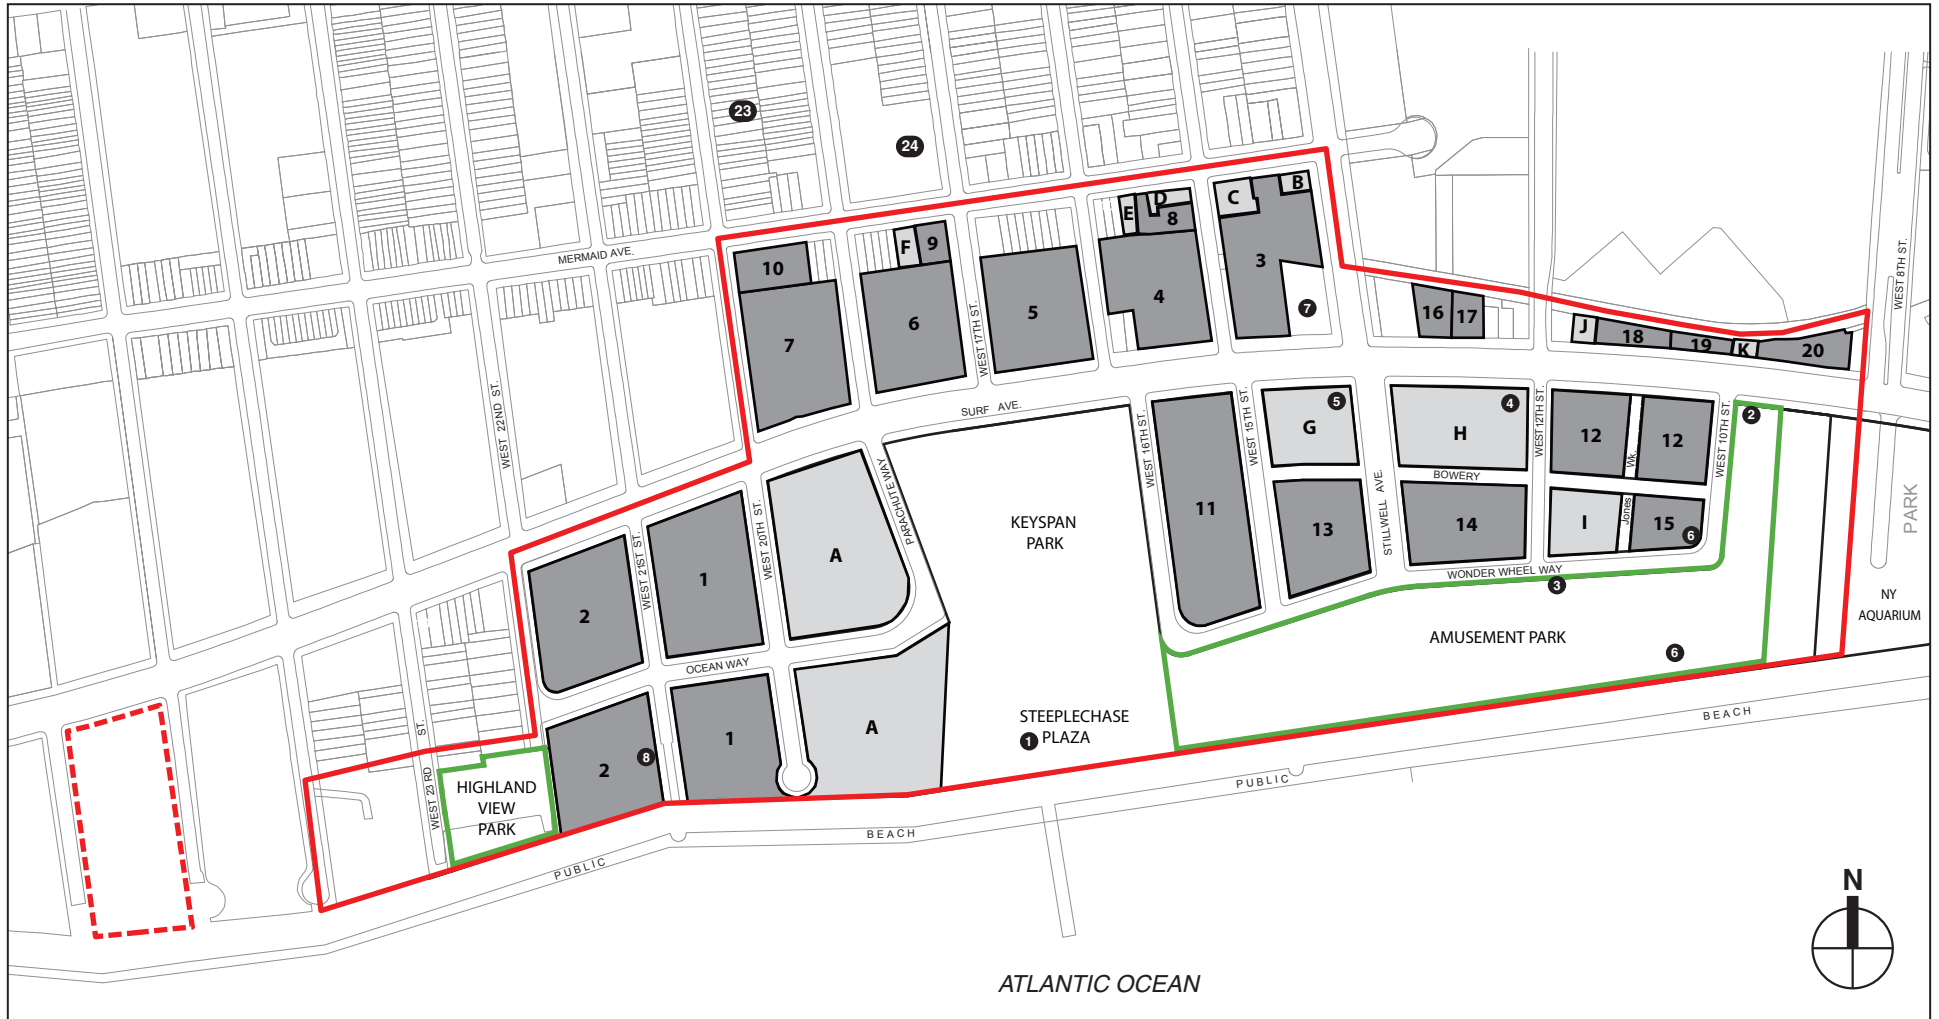 23
24
MERMAID AVE.
10
7
F
9
6
WEST 17TH ST.
5
E
D
8
4
C
B
3
7
16
17
J
18
19
K
20
WEST 8TH ST.
WEST 22ND ST.
SURF AVE.
WEST 16TH ST.
WEST 15TH ST.
G
5
STILLWELL AVE.
H
4
BOWERY
WEST 12TH ST.
12
Wk.
12
WEST 10TH ST.
2
PARK
11
13
14
I
Jones
15
6
WONDER WHEEL WAY
3
AMUSEMENT PARK
6
NY
AQUARIUM
KEYSPAN
PARK
PARACHUTE WAY
WEST 20TH ST.
WEST 21ST ST.
A
1
2
OCEAN WAY
A
1
2
8
STEEPLECHASE
1 PLAZA
WEST 23 RD ST.
HIGHLAND
VIEW
PARK
PUBLIC BEACH
PUBLIC BEACH
N
ATLANTIC OCEAN